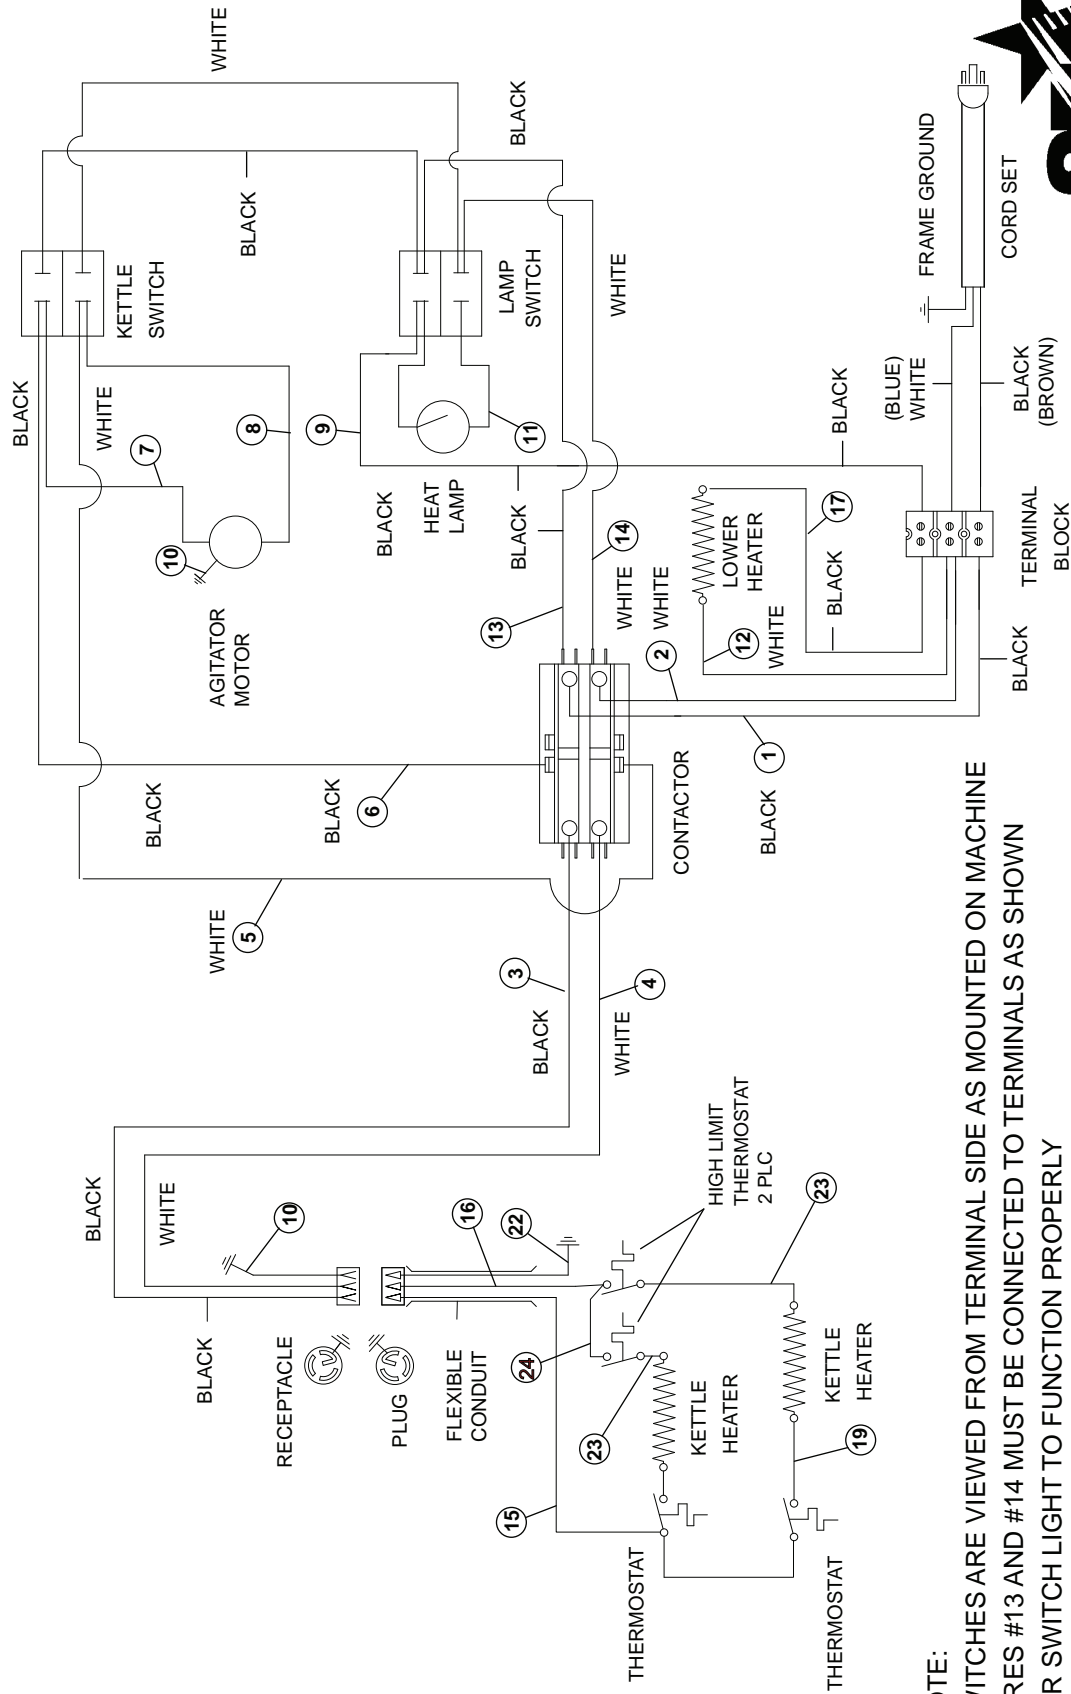 BLACK
WHITE
KETTLE
SWITCH
BLACK
WHITE
7
8
10
AGITATOR
MOTOR
BLACK
BLACK
6
WHITE
5
BLACK
WHITE
BLACK
10
RECEPTACLE
PLUG
FLEXIBLE
CONDUIT
16
22
24
15
23
HIGH LIMIT
THERMOSTAT
2 PLC
23
KETTLE
HEATER
KETTLE
HEATER
19
THERMOSTAT
THERMOSTAT
3
BLACK
4
WHITE
CONTACTOR
BLACK
1
2
WHITE
WHITE
13
14
BLACK
BLACK
9
HEAT
LAMP
11
LAMP
SWITCH
BLACK
WHITE
BLACK
WHITE
LOWER
HEATER
12
WHITE
17
BLACK
BLACK
BLACK
TERMINAL
BLOCK
(BLUE)
WHITE
BLACK
(BROWN)
FRAME GROUND
CORD SET
OTE:
ITCHES ARE VIEWED FROM TERMINAL SIDE AS MOUNTED ON MACHINE
RES #13 AND #14 MUST BE CONNECTED TO TERMINALS AS SHOWN
R SWITCH LIGHT TO FUNCTION PROPERLY